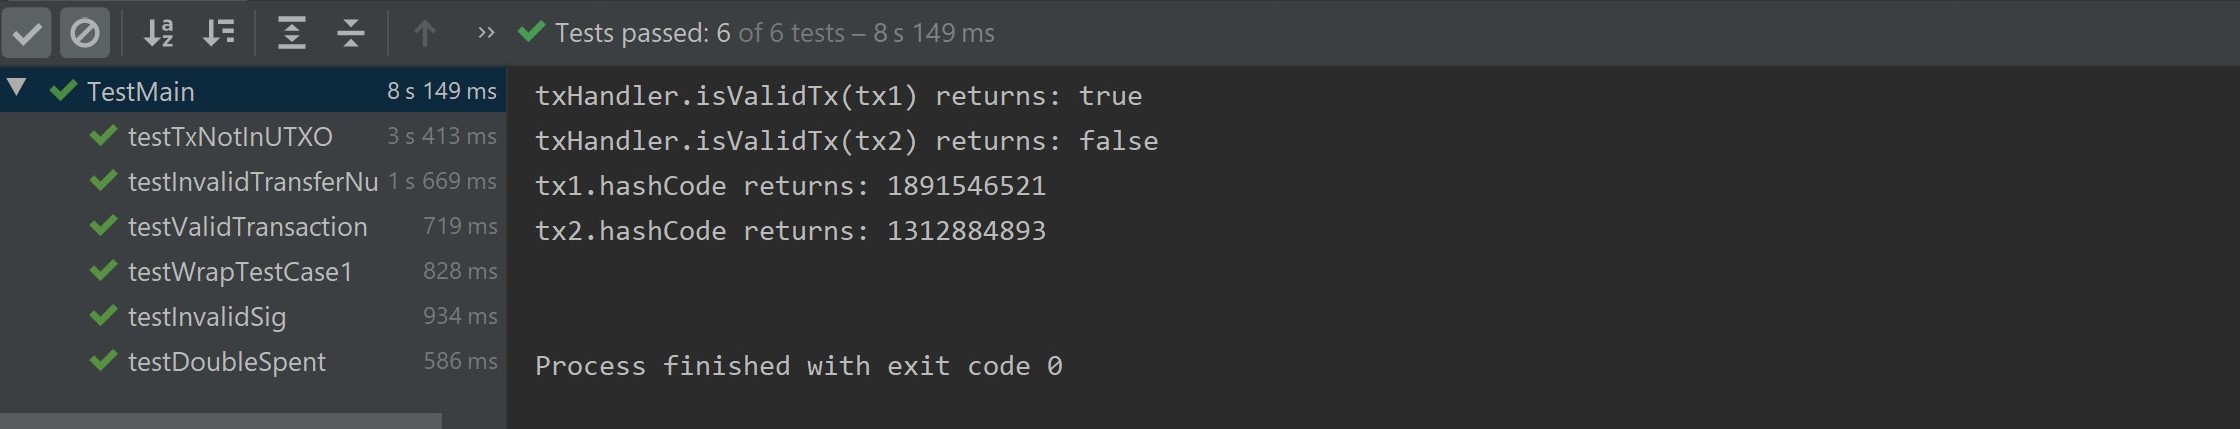 Tests passed: 6 of 6 tests – 8 s 149 ms
TestMain 8 s 149 ms
testTxNotInUTXO 3 s 413 ms
testInvalidTransferNu 1 s 669 ms
testValidTransaction 719 ms
testWrapTestCase1 828 ms
testInvalidSig 934 ms
testDoubleSpent 586 ms
txHandler.isValidTx(tx1) returns: true
txHandler.isValidTx(tx2) returns: false
tx1.hashCode returns: 1891546521
tx2.hashCode returns: 1312884893
Process finished with exit code 0